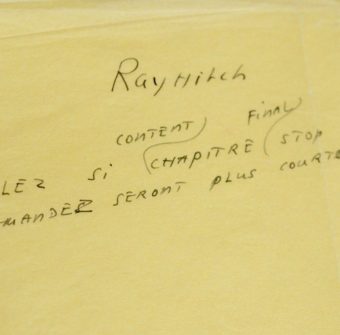 Ray Hitch
CONTENT FINAL
LEZ Si CHAPITRE STOP
MANDEZ SERONT PLUS COURTE